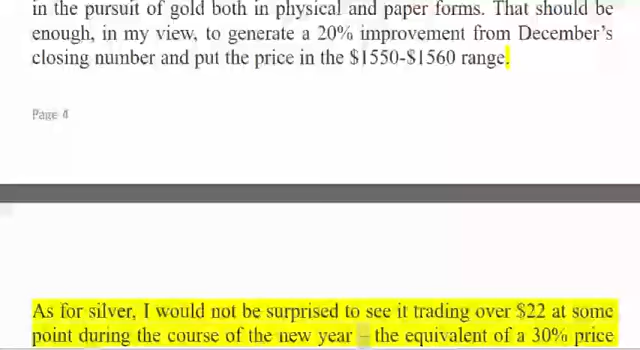 in the pursuit of gold both in physical and paper forms. That should be
enough, in my view, to generate a 20% improvement from December's
closing number and put the price in the $1550-$1560 range.
Page 4
As for silver, I would not be surprised to see it trading over $22 at some
point during the course of the new year – the equivalent of a 30% price